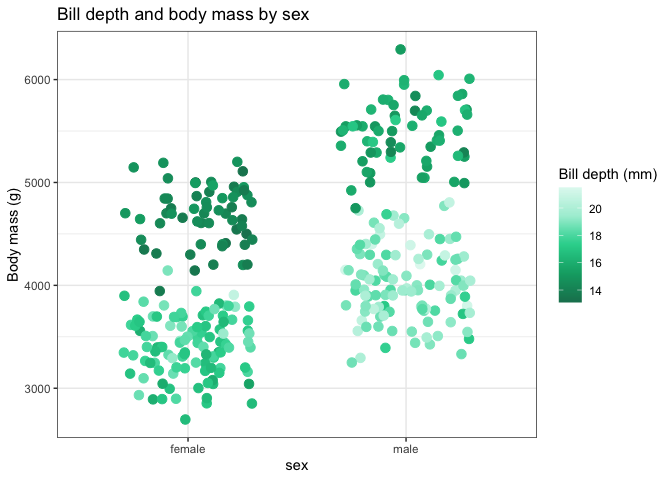 Bill depth and body mass by sex
6000
5000
4000
3000
Body mass (g)
female
male
sex
Bill depth (mm)
20
18
16
14